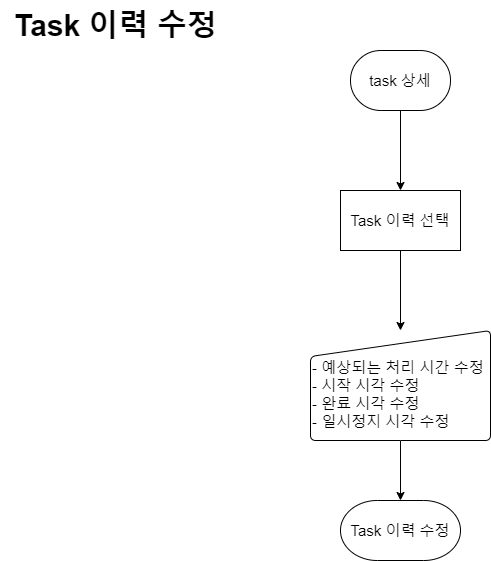 Task 이력 수정
task 상세
Task 이력 선택
- 예상되는 처리 시간 수정
- 시작 시각 수정
- 완료 시각 수정
- 일시정지 시각 수정
Task 이력 수정